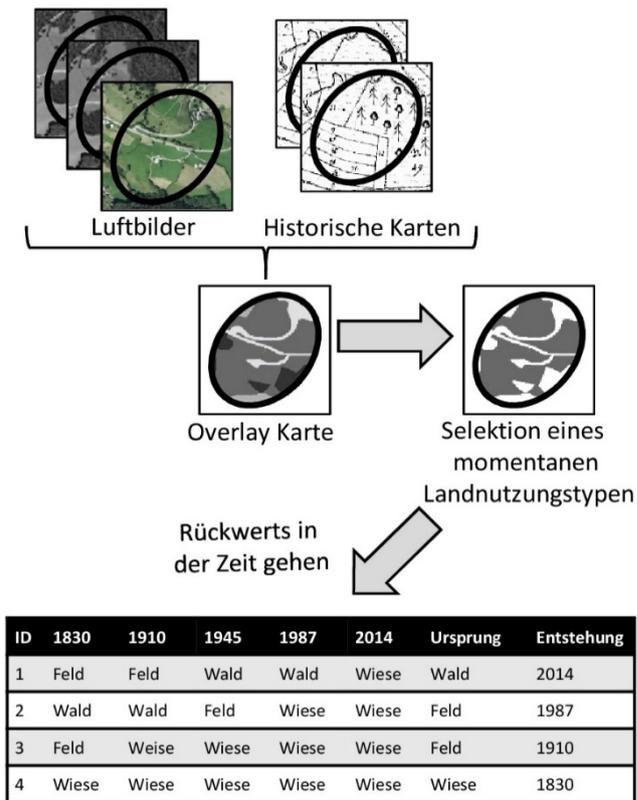 Luftbilder Historische Karten
Overlay Karte
Selektion eines
momentanen
Landnutzungstypen
Rückwerts in
der Zeit gehen
ID 1830 1910 1945 1987 2014 Ursprung Entstehung
1 Feld Feld Wald Wald Wiese Wald 2014
2 Wald Wald Feld Wiese Wiese Feld 1987
3 Feld Weise Wiese Wiese Wiese Feld 1910
4 Wiese Wiese Wiese Wiese Wiese Wiese 1830